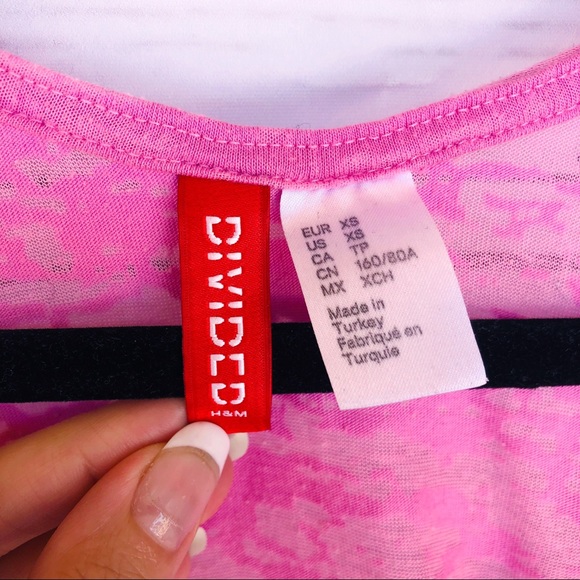 DIVIDED
H&M
EUR XS
US XS
CA TP
CN 160/80A
MX XCH
Made in
Turkey
Fabriqué en
Turquie